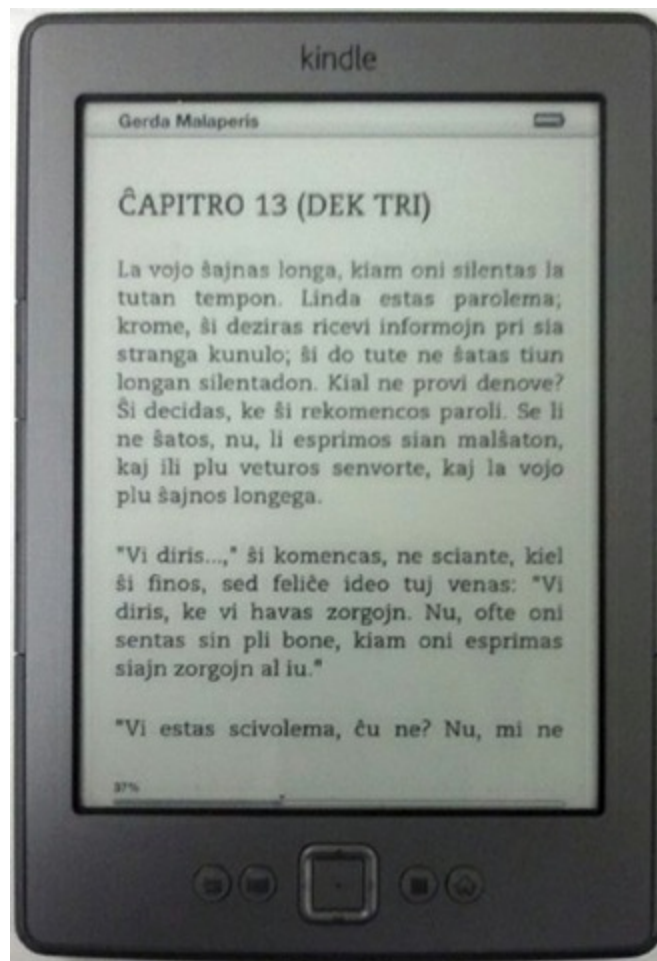 kindle
Gerda Malaperis
ĈAPITRO 13 (DEK TRI)
La vojo ŝajnas longa, kiam oni silentas la
tutan tempon. Linda estas parolema;
krome, ŝi deziras ricevi informojn pri sia
stranga kunulo; ŝi do tute ne ŝatas tiun
longan silentadon. Kial ne provi denove?
Ŝi decidas, ke ŝi rekomencos paroli. Se li
ne ŝatos, nu, li esprimos sian malŝaton,
kaj ili plu veturos senvorte, kaj la vojo
plu ŝajnos longega.
"Vi diris...," ŝi komencas, ne sciante, kiel
ŝi finos, sed feliĉe ideo tuj venas: "Vi
diris, ke vi havas zorgojn. Nu, ofte oni
sentas sin pli bone, kiam oni esprimas
siajn zorgojn al iu."
"Vi estas scivolema, ĉu ne? Nu, mi ne
37%